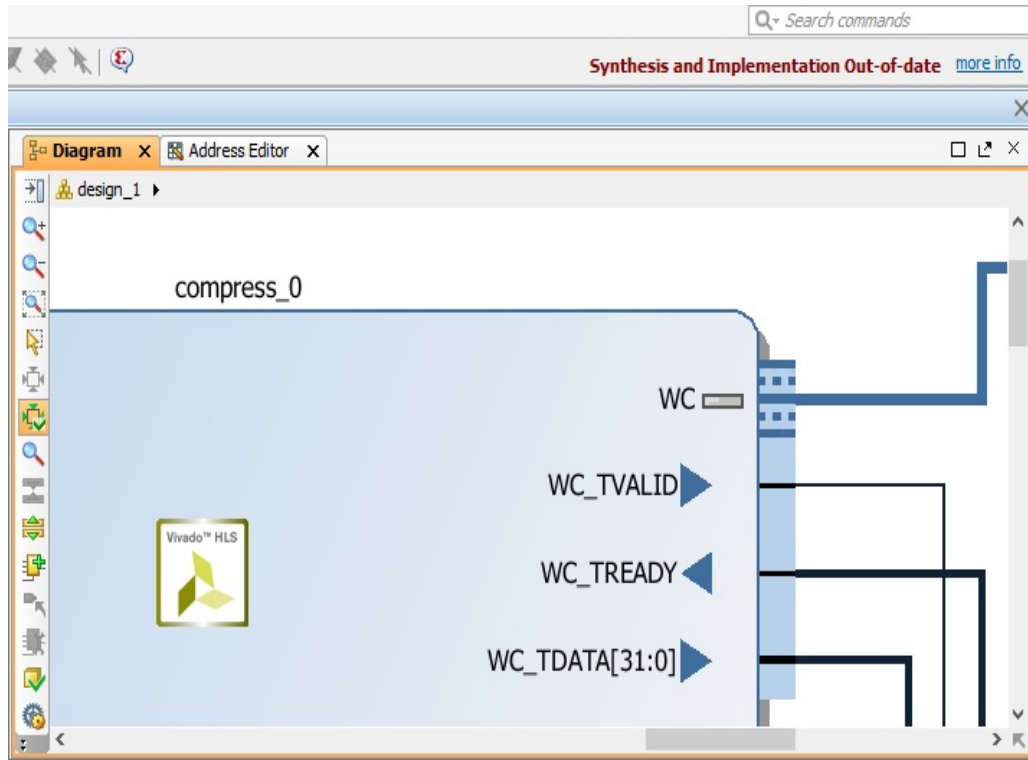 Search commands
Synthesis and Implementation Out-of-date more info
Diagram Address Editor
design_1
compress_0
WC
WC_TVALID
Vivado™ HLS
WC_TREADY
WC_TDATA[31:0]